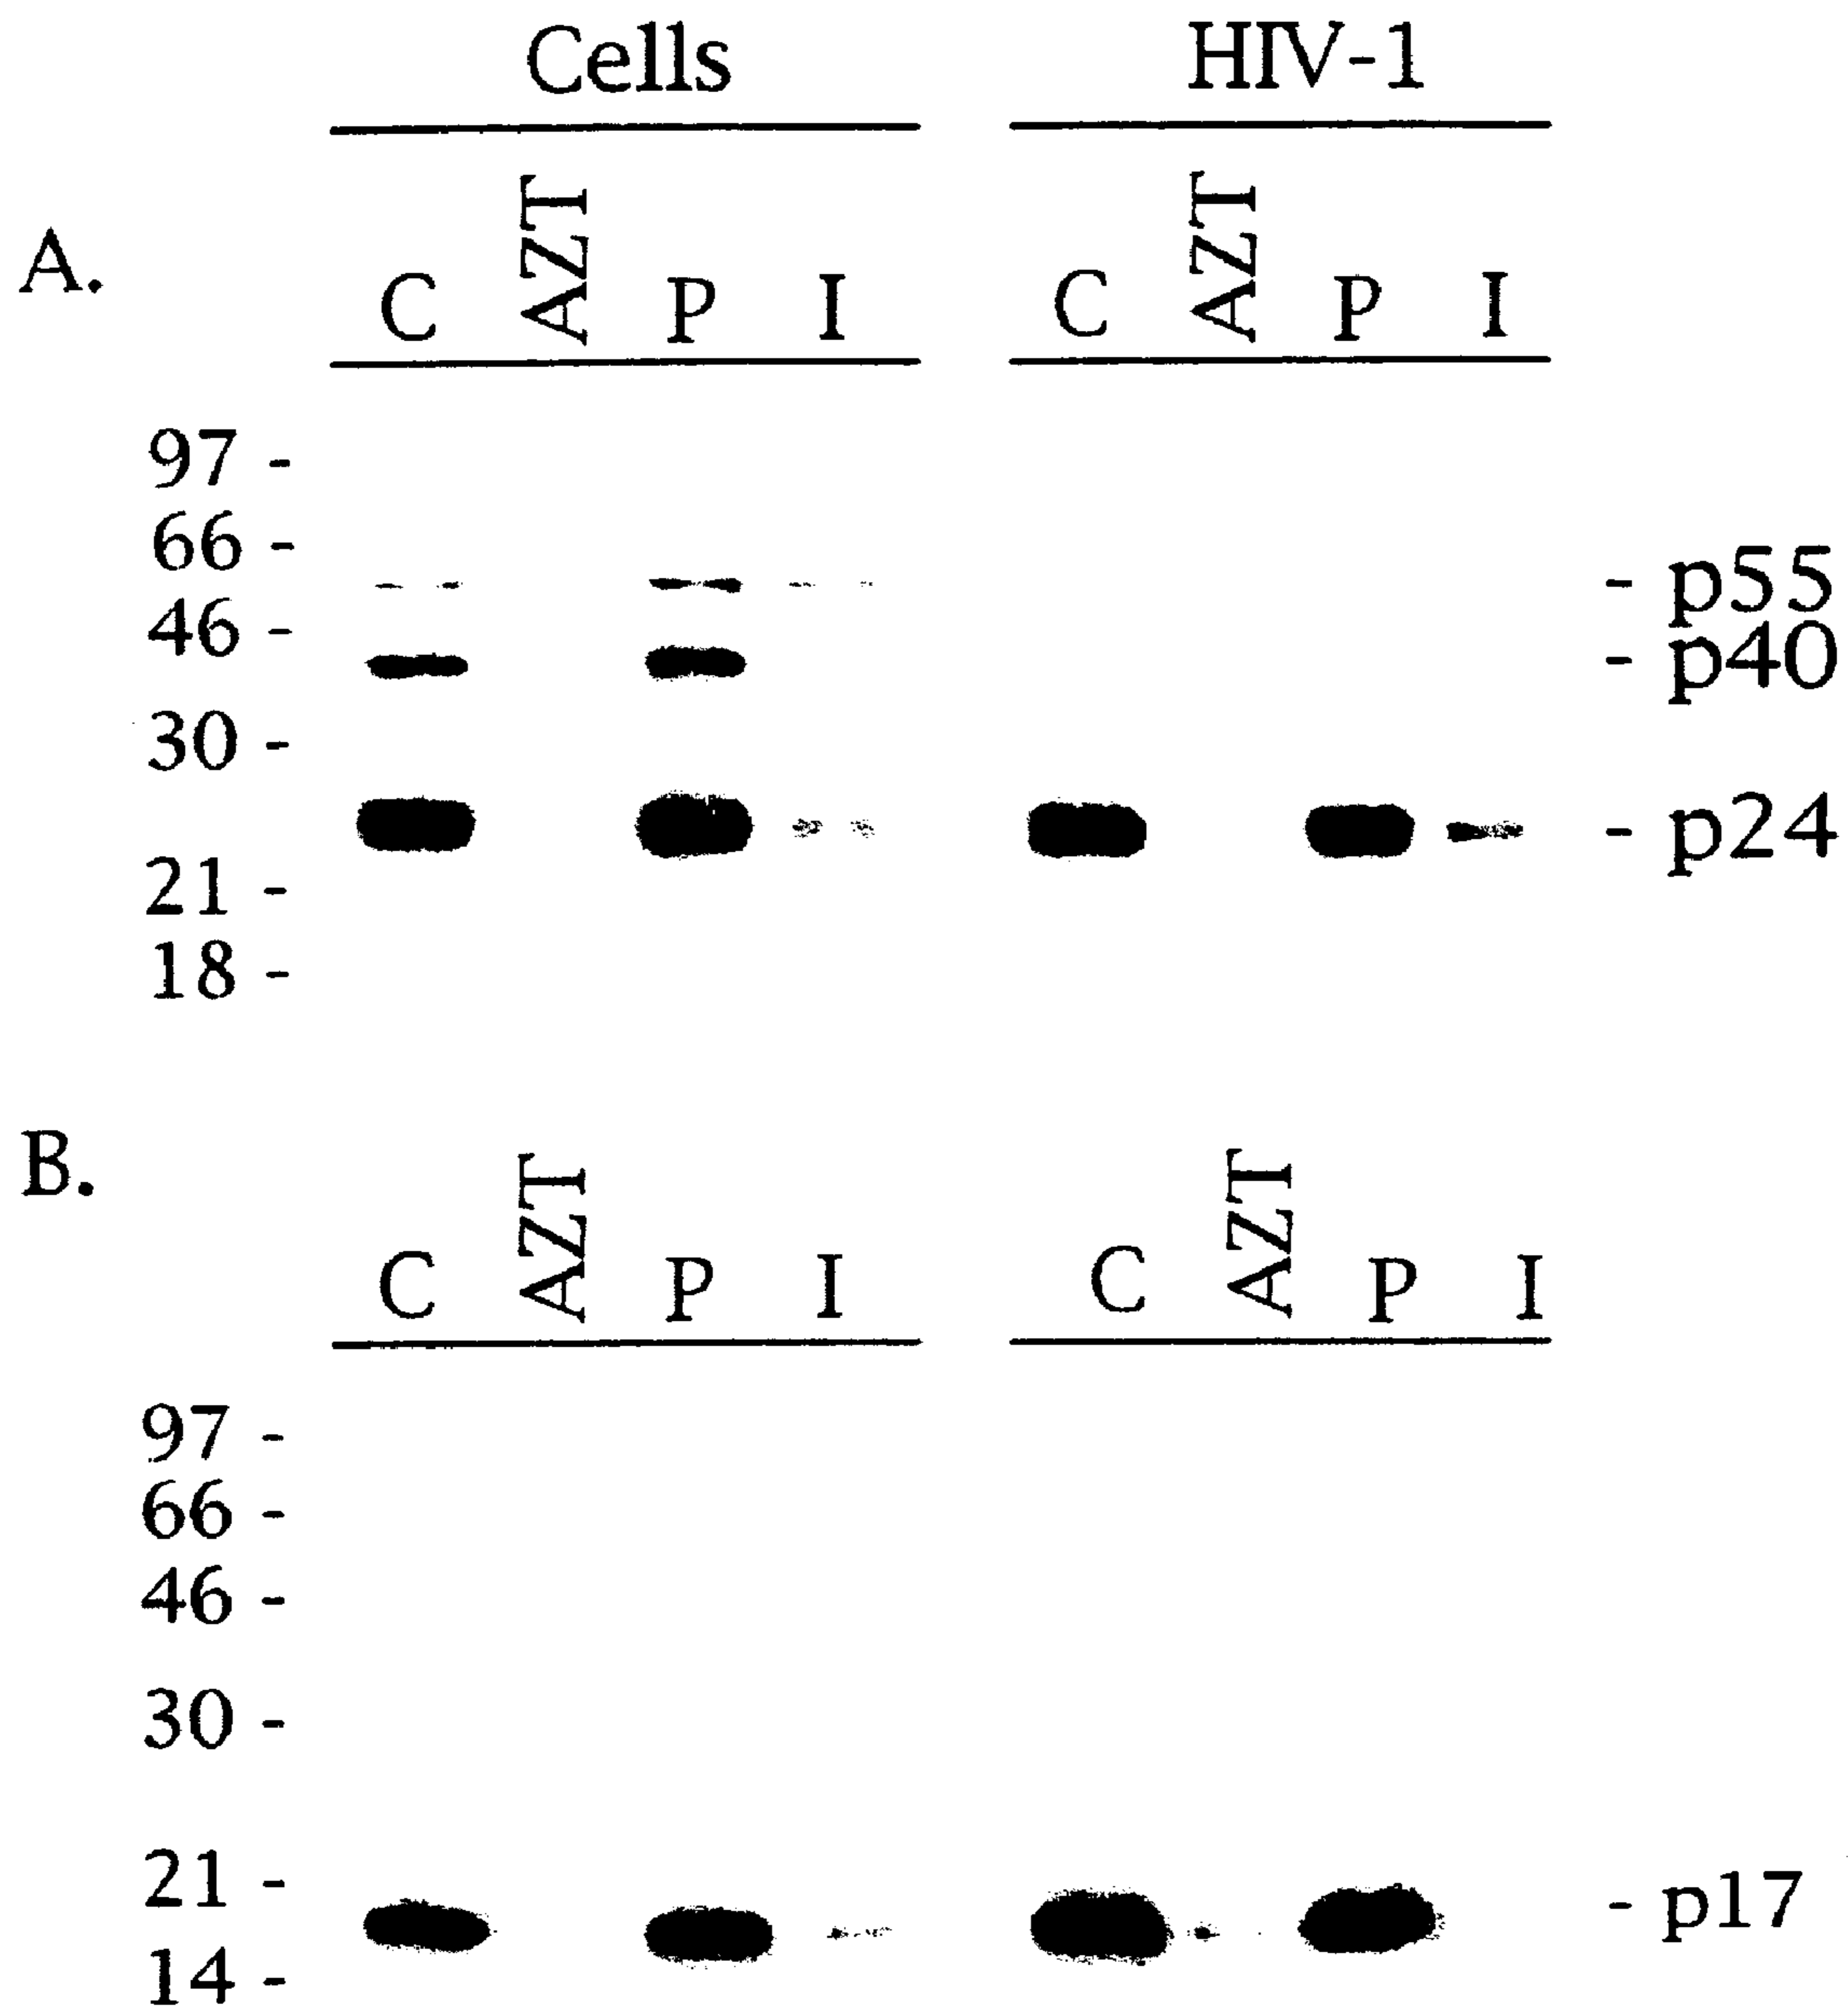 Cells HIV-1
A. C AZT P I C AZT P I
97 -
66 -
- p55
46 -
- p40
30 -
- p24
21 -
18 -
B. C AZT P I C AZT P I
97 -
66 -
46 -
30 -
21 -
- p17
14 -